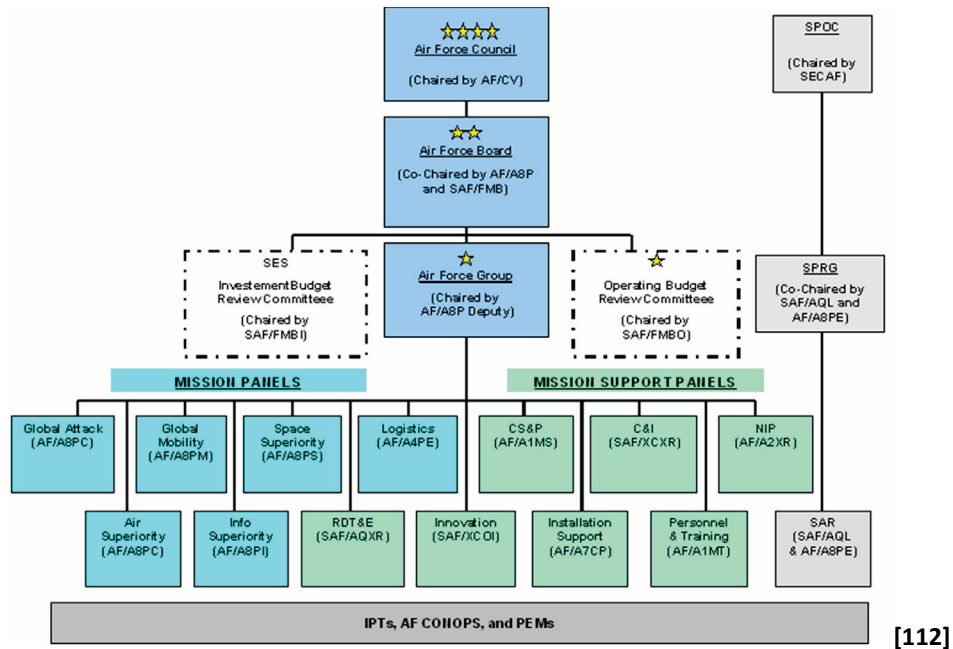 Air Force Council
(Chaired by AF/CV)
SPOC
(Chaired by
SECAF)
Air Force Board
(Co-Chaired by AF/A8P
and SAF/FMB)
SES
Investement Budget
Review Committeee
(Chaired by
SAF/FMBI)
Air Force Group
(Chaired by
AF/A8P Deputy)
Operating Budget
Review Committeee
(Chaired by
SAF/FMBO)
SPRG
(Co-Chaired by
SAF/AQL and
AF/A8PE)
MISSION PANELS
MISSION SUPPORT PANELS
Global Attack
(AF/A8PC)
Global
Mobility
(AF/A8PM)
Space
Superiority
(AF/A8PS)
Logistics
(AF/A4PE)
CS&P
(AF/A1MS)
C&I
(SAF/XCXR)
NIP
(AF/A2XR)
Air
Superiority
(AF/A8PC)
Info
Superiority
(AF/A8PI)
RDT&E
(SAF/AQXR)
Innovation
(SAF/XCOI)
Installation
Support
(AF/A7CP)
Personnel
& Training
(AF/A1MT)
SAR
(SAF/AQL
& AF/A8PE)
IPTs, AF CONOPS, and PEMs
[112]